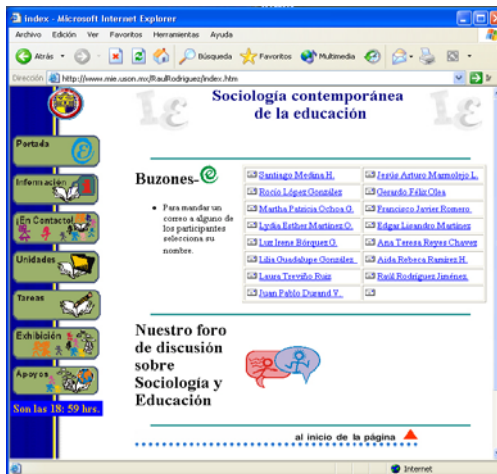 index - Microsoft Internet Explorer
Archivo Edición Ver Favoritos Herramientas Ayuda
Atrás Búsqueda Favoritos Multimedia
Dirección http://www.mie.uson.mx/RaulRodriguez/index.htm Ir
Sociología contemporánea
de la educación
Portada
Información
¡En Contacto!
Unidades
Tareas
Exhibición
Apoyos
Son las 18: 59 hrs.
Buzones-
• Para mandar un
correo a alguno de
los participantes
selecciona su
nombre.
Santiago Medina H. Jesús Arturo Marmolejo L.
Rocío López González Gerardo Félix Olea
Martha Patricia Ochoa G. Francisco Javier Romero.
Lydia Esther Martínez O. Edgar Lisandro Martínez
Luz Irene Bórquez O. Ana Teresa Reyes Chavez
Lilia Guadalupe González. Aida Rebeca Ramírez H.
Laura Treviño Ruiz Raúl Rodríguez Jiménez.
Juan Pablo Durand V.
Nuestro foro
de discusión
sobre
Sociología y
Educación
al inicio de la página
Internet